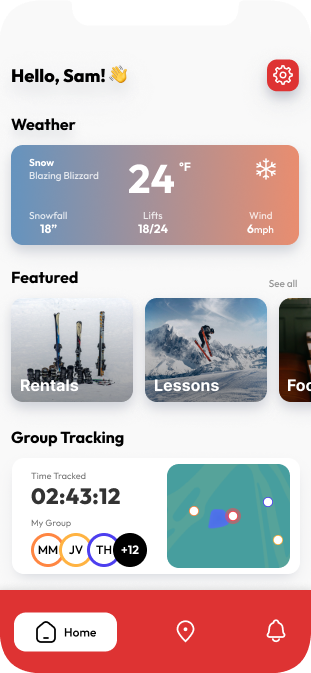 Hello, Sam! 👋
Weather
Snow
Blazing Blizzard
24 °F
Snowfall
18”
Lifts
18/24
Wind
6mph
Featured
See all
Rentals
Lessons
Foo
Group Tracking
Time Tracked
02:43:12
My Group
MM JV TH +12
Home